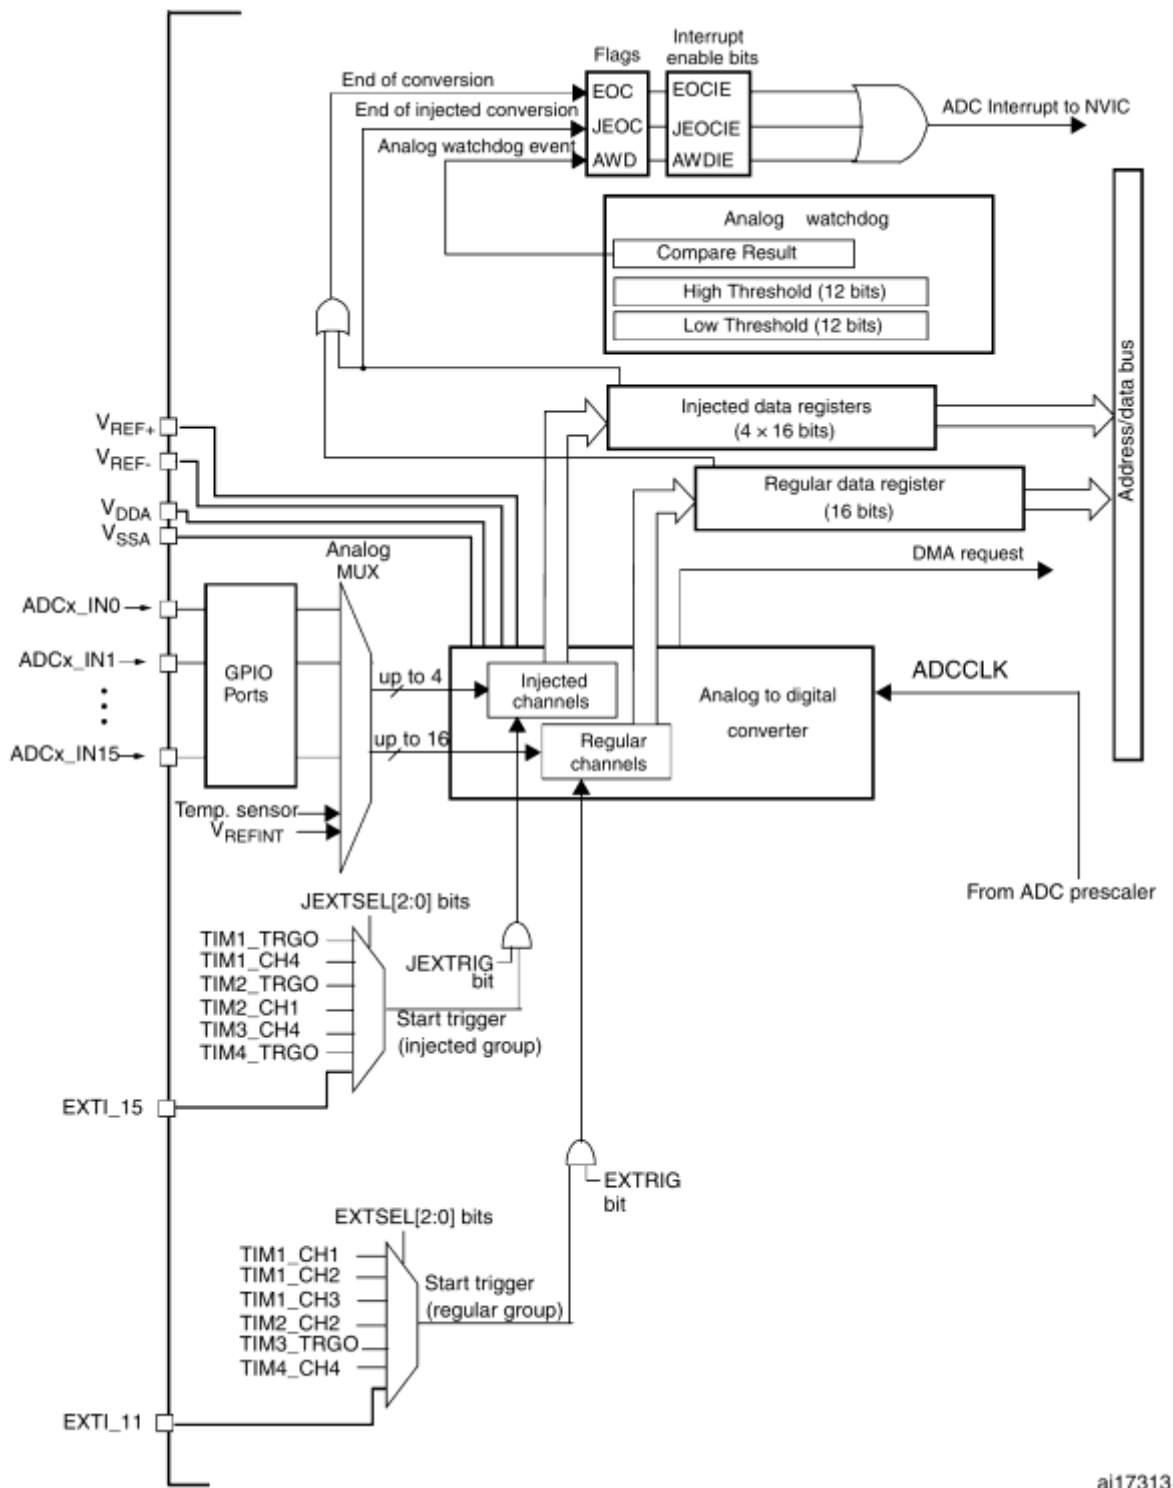 Flags
Interrupt
enable bits
End of conversion
EOC
EOCIE
End of injected conversion
JEOC
JEOCIE
ADC Interrupt to NVIC
Analog watchdog event
AWD
AWDIE
Analog watchdog
Compare Result
High Threshold (12 bits)
Low Threshold (12 bits)
Address/data bus
Injected data registers
(4 × 16 bits)
Regular data register
(16 bits)
DMA request
VREF+
VREF-
VDDA
VSSA
Analog
MUX
ADCx_IN0
ADCx_IN1
ADCx_IN15
GPIO
Ports
up to 4
up to 16
Injected
channels
Regular
channels
Analog to digital
converter
ADCCLK
From ADC prescaler
Temp. sensor
VREFINT
JEXTSEL[2:0] bits
TIM1_TRGO
TIM1_CH4
TIM2_TRGO
TIM2_CH1
TIM3_CH4
TIM4_TRGO
JEXTRIG
bit
Start trigger
(injected group)
EXTI_15
EXTRIG
bit
EXTSEL[2:0] bits
TIM1_CH1
TIM1_CH2
TIM1_CH3
TIM2_CH2
TIM3_TRGO
TIM4_CH4
Start trigger
(regular group)
EXTI_11
ai17313